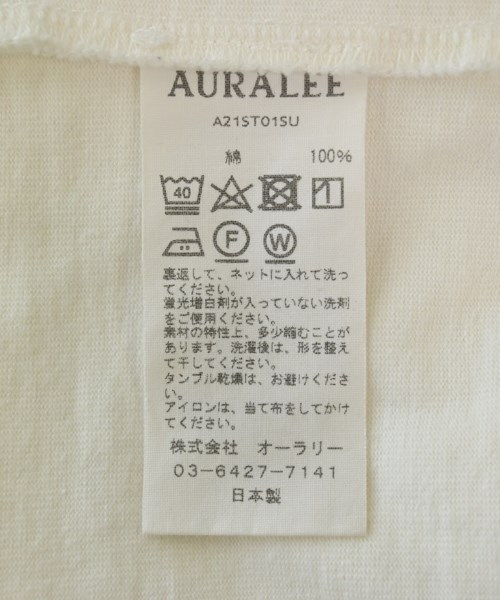 AURALEE
A21ST01SU
綿 100%
40
F W
裏返して、ネットに入れて洗っ
てください。
蛍光増白剤が入っていない洗剤
をご使用ください。
素材の特性上、多少縮むことが
あります。洗濯後は、形を整え
て干してください。
タンブル乾燥は、お避けくださ
い。
アイロンは、当て布をしてかけ
てください。
株式会社 オーラリー
03-6427-7141
日本製